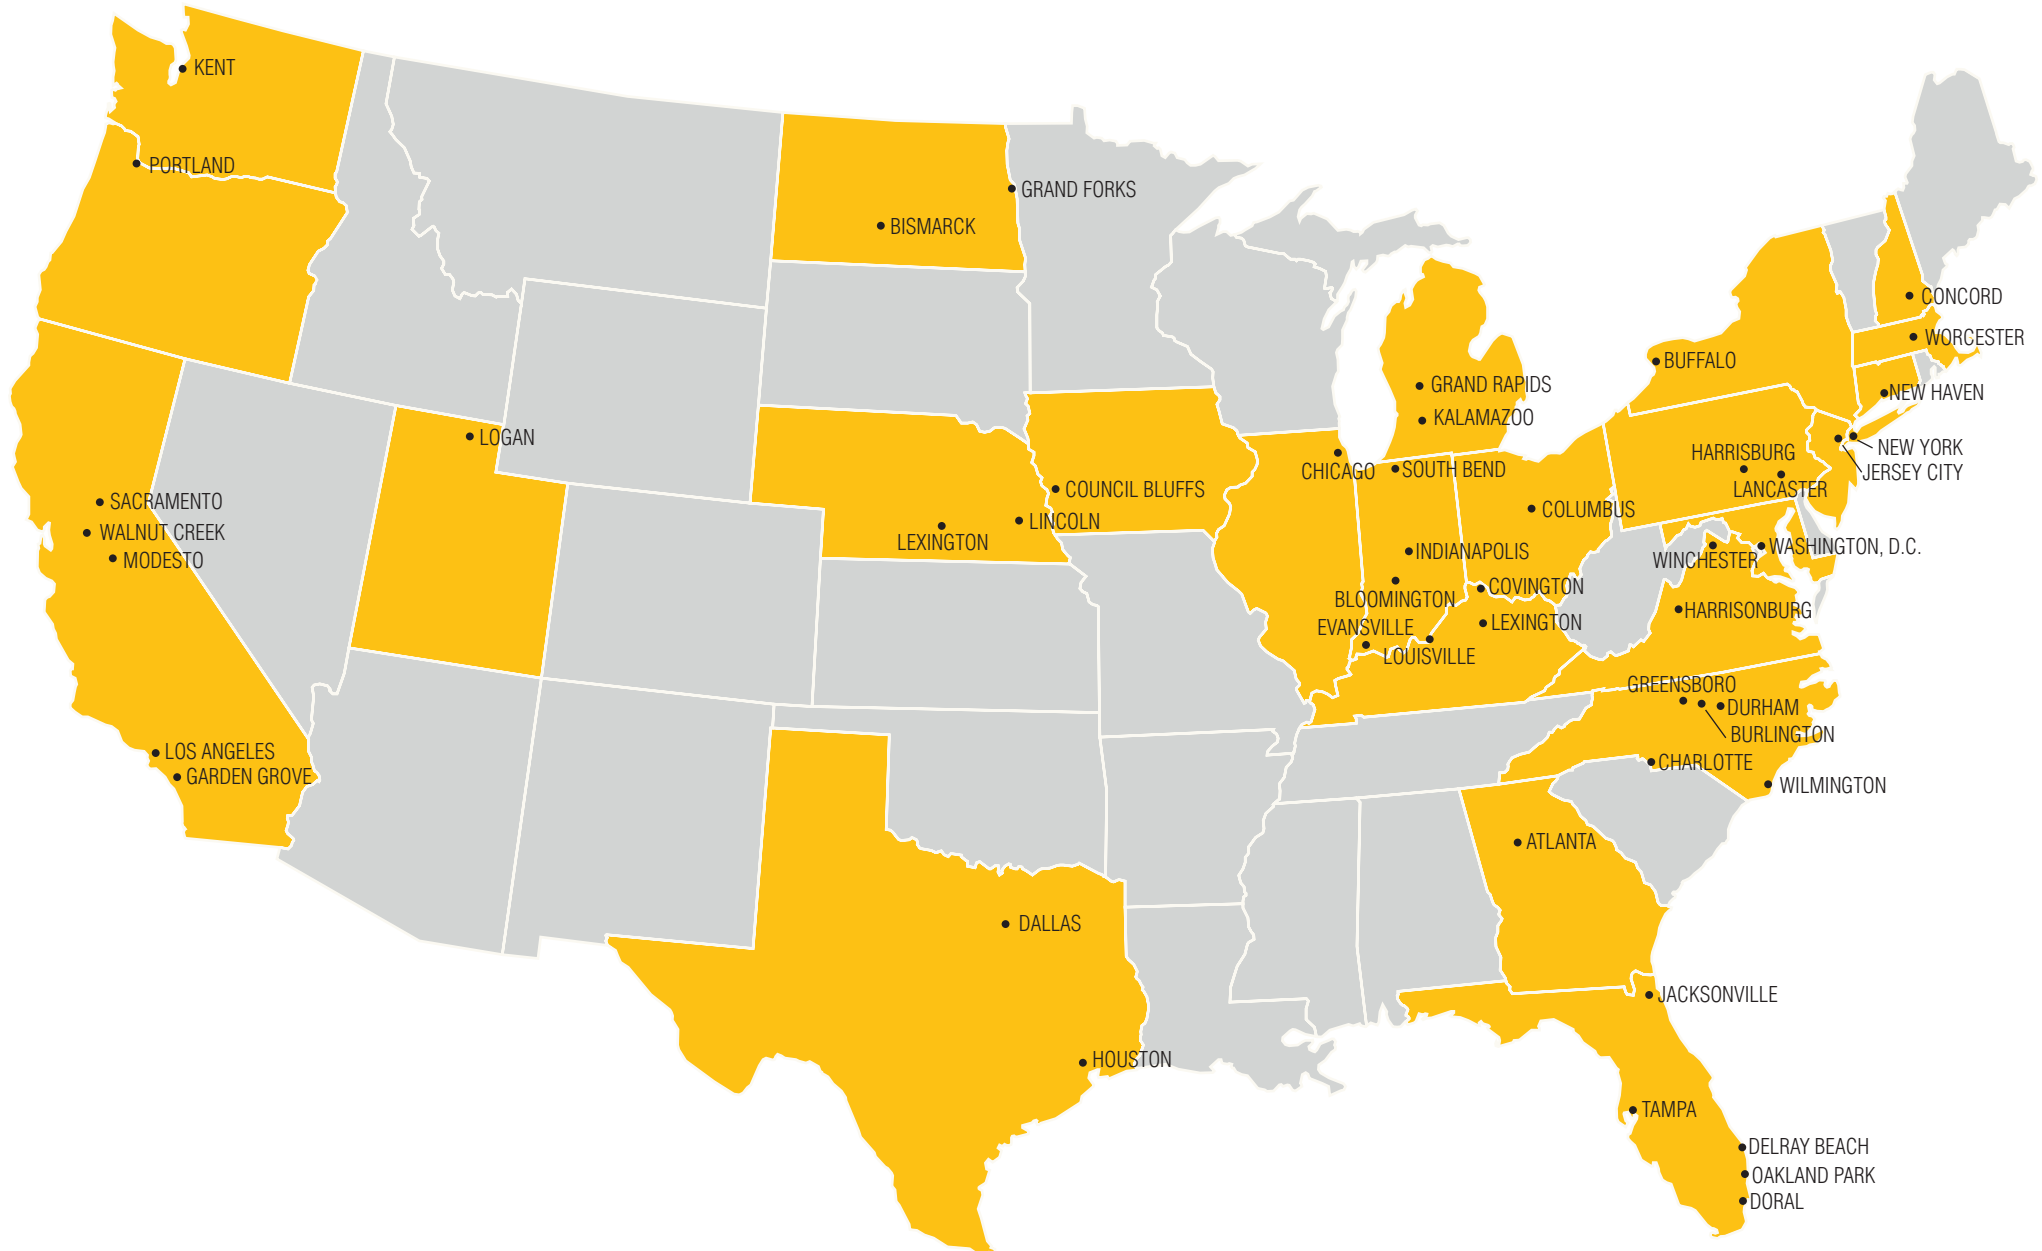 KENT
PORTLAND
GRAND FORKS
BISMARCK
CONCORD
WORCESTER
BUFFALO
GRAND RAPIDS
NEW HAVEN
KALAMAZOO
LOGAN
NEW YORK
HARRISBURG
CHICAGO
SOUTH BEND
JERSEY CITY
LANCASTER
COUNCIL BLUFFS
SACRAMENTO
COLUMBUS
LINCOLN
WALNUT CREEK
LEXINGTON
WASHINGTON, D.C.
INDIANAPOLIS
MODESTO
WINCHESTER
COVINGTON
BLOOMINGTON
HARRISONBURG
LEXINGTON
EVANSVILLE
LOUISVILLE
GREENSBORO
DURHAM
BURLINGTON
LOS ANGELES
CHARLOTTE
GARDEN GROVE
WILMINGTON
ATLANTA
DALLAS
JACKSONVILLE
HOUSTON
TAMPA
DELRAY BEACH
OAKLAND PARK
DORAL